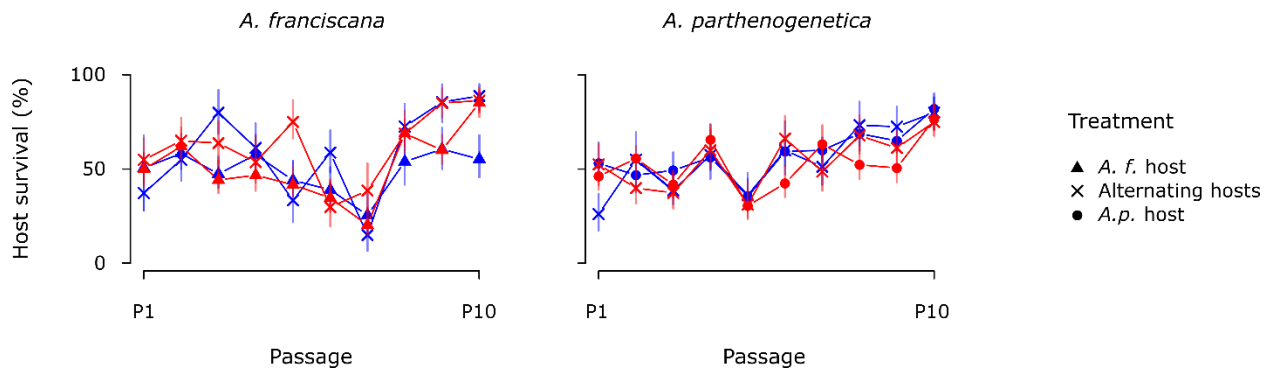 A. franciscana
A. parthenogenetica
Host survival (%)
100
50
0
P1
P10
Passage
P1
P10
Passage
Treatment
A. f. host
Alternating hosts
A.p. host